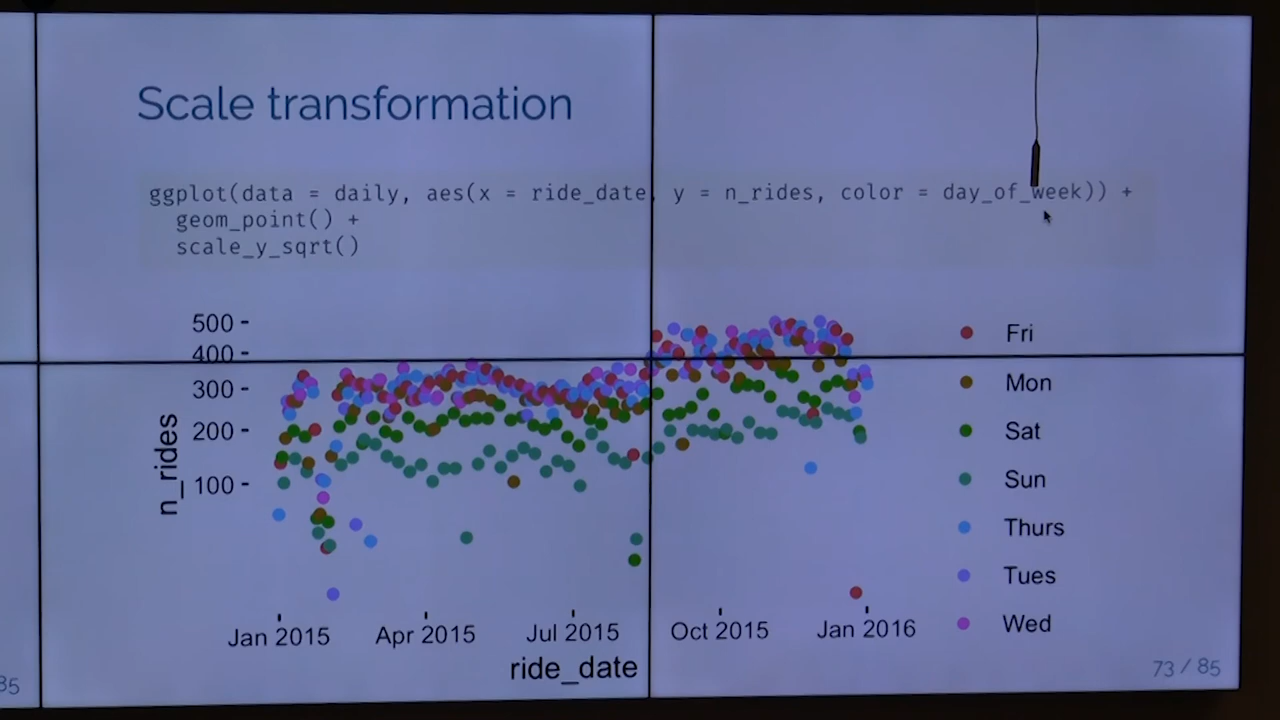 Scale transformation
ggplot(data = daily, aes(x = ride_date, y = n_rides, color = day_of_week)) +
geom_point() +
scale_y_sqrt()
500
400
300
200
100
n_rides
Jan 2015
Apr 2015
Jul 2015
Oct 2015
Jan 2016
ride_date
Fri
Mon
Sat
Sun
Thurs
Tues
Wed
73 / 85
85